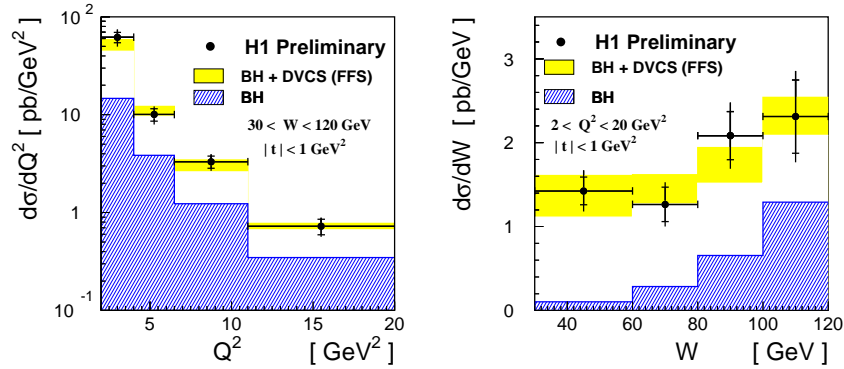 dσ/dQ² [ pb/GeV² ]
10²
10
1
10⁻¹
H1 Preliminary
BH + DVCS (FFS)
BH
30 < W < 120 GeV
| t | < 1 GeV²
5 10 15 20
Q² [ GeV² ]
dσ/dW [ pb/GeV ]
3
2
1
0
H1 Preliminary
BH + DVCS (FFS)
BH
2 < Q² < 20 GeV²
| t | < 1 GeV²
40 60 80 100 120
W [ GeV ]